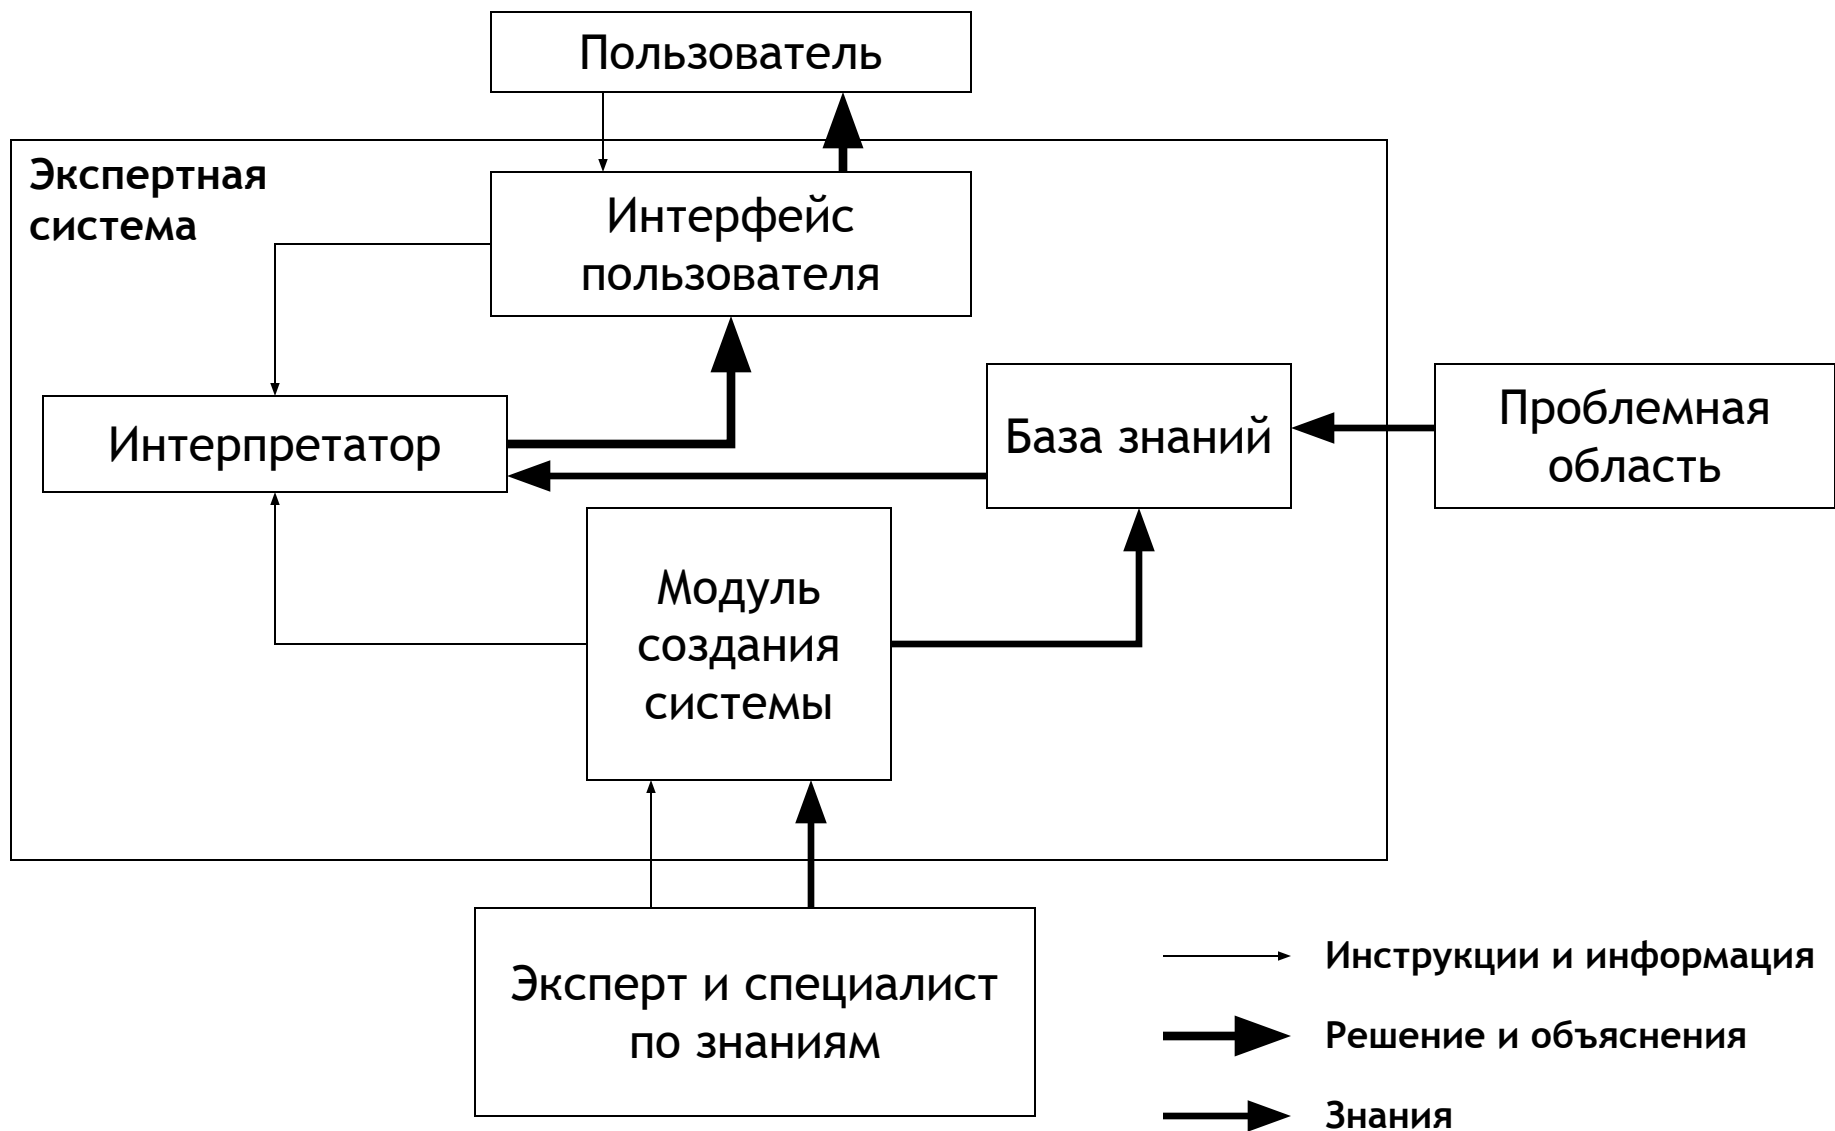 Пользователь
Экспертная
система
Интерфейс
пользователя
Интерпретатор
База знаний
Проблемная
область
Модуль
создания
системы
Эксперт и специалист
по знаниям
Инструкции и информация
Решение и объяснения
Знания